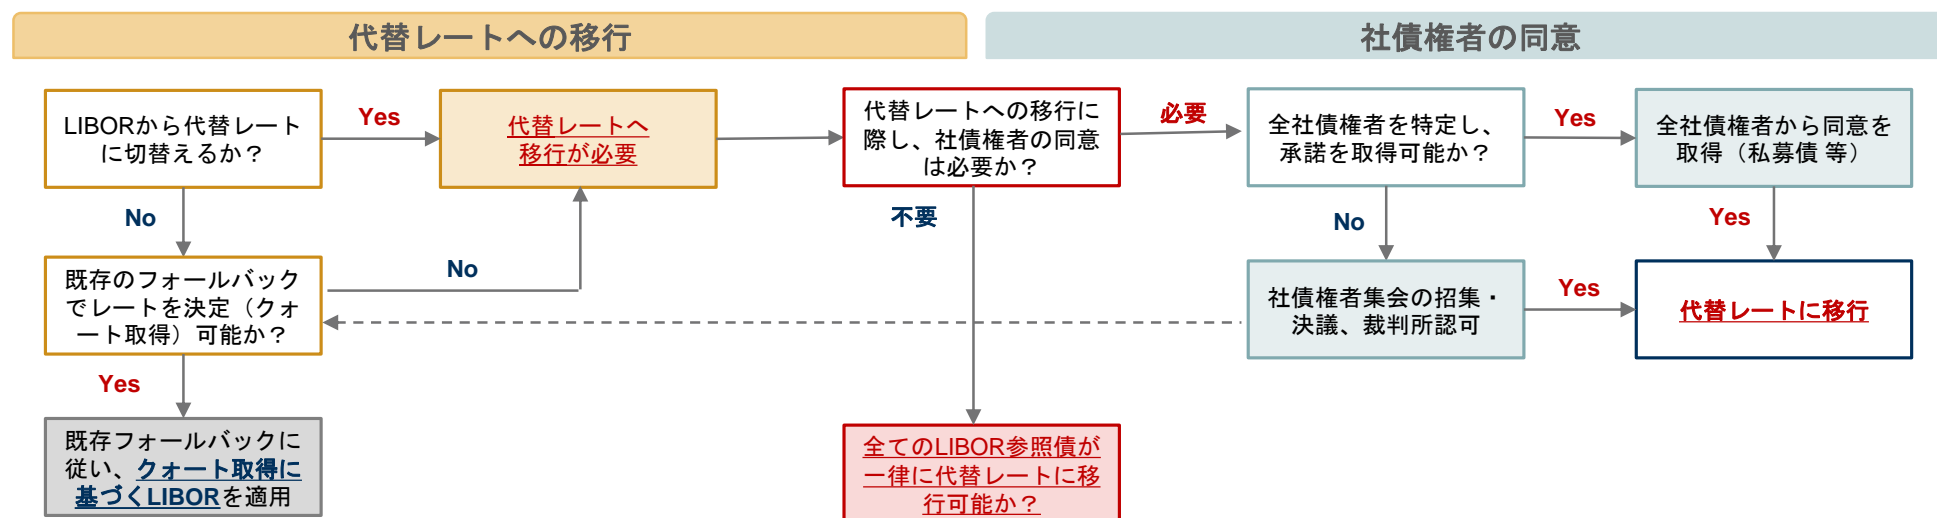 代替レートへの移行
社債権者の同意
LIBORから代替レート
に切替えるか？
Yes
代替レートへ
移行が必要
代替レートへの移行に
際し、社債権者の同意
は必要か？
必要
全社債権者を特定し、
承諾を取得可能か？
Yes
全社債権者から同意を
取得（私募債 等）
No
不要
No
Yes
既存のフォールバック
でレートを決定（クォ
ート取得）可能か？
No
社債権者集会の招集・
決議、裁判所認可
Yes
代替レートに移行
Yes
既存フォールバックに
従い、クォート取得に
基づくLIBORを適用
全てのLIBOR参照債が
一律に代替レートに移
行可能か？